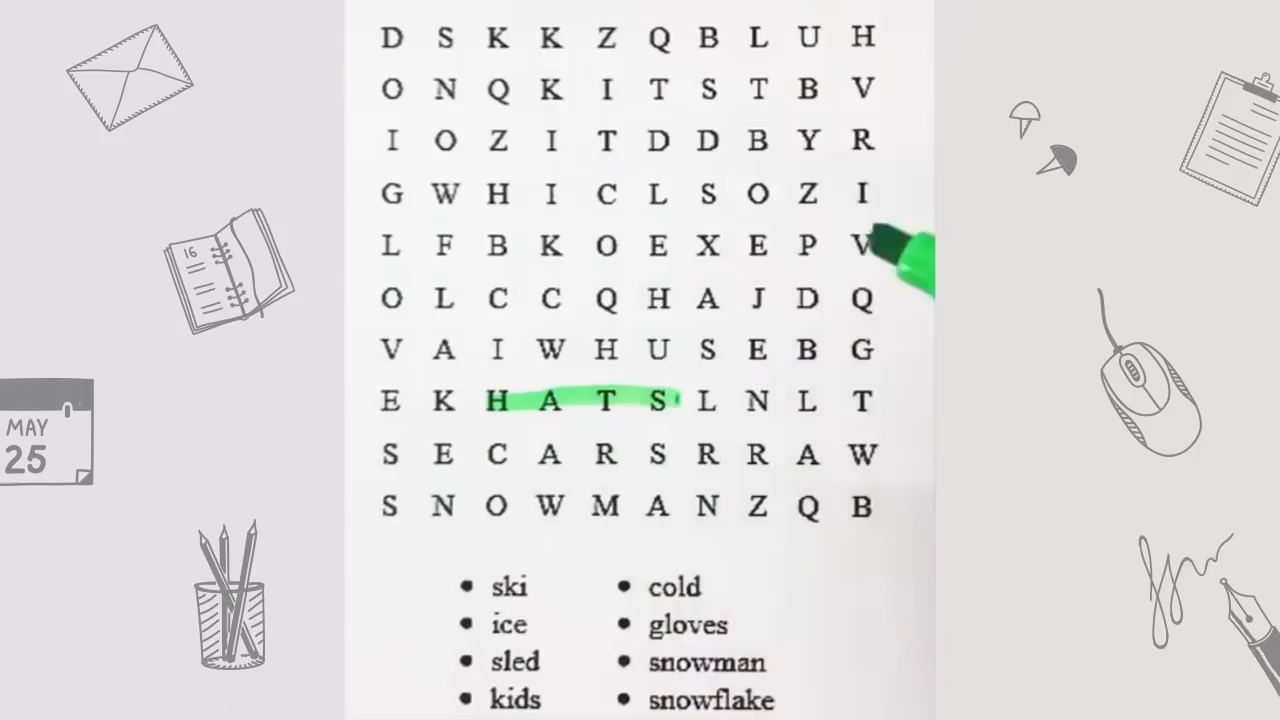 D S K K Z Q B L U H
O N Q K I T S T B V
I O Z I T D D B Y R
G W H I C L S O Z I
L F B K O E X E P V
O L C C Q H A J D Q
V A I W H U S E B G
E K H A T S L N L T
S E C A R S R R A W
S N O W M A N Z Q B
• ski • cold
• ice • gloves
• sled • snowman
• kids • snowflake
16
MAY
25